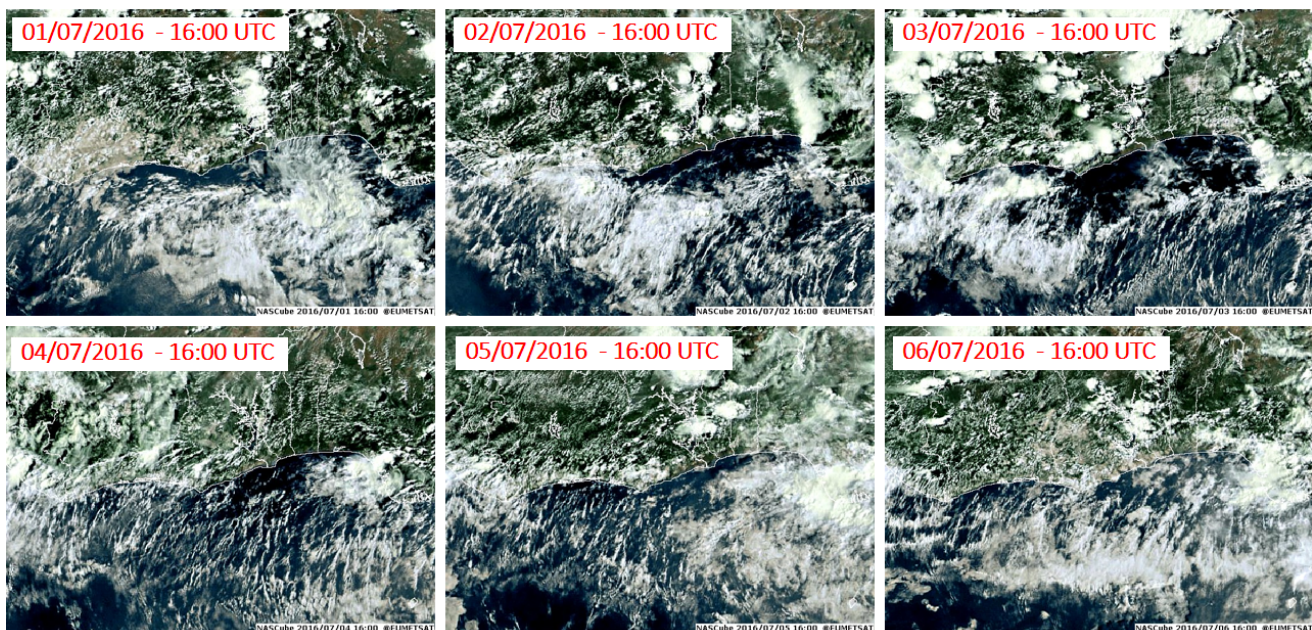 01/07/2016 - 16:00 UTC
02/07/2016 - 16:00 UTC
03/07/2016 - 16:00 UTC
NASCube 2016/07/01 16:00 @EUMETSAT
NASCube 2016/07/02 16:00 @EUMETSAT
NASCube 2016/07/03 16:00 @EUMETSAT
04/07/2016 - 16:00 UTC
05/07/2016 - 16:00 UTC
06/07/2016 - 16:00 UTC
NASCube 2016/07/04 16:00 @EUMETSAT
NASCube 2016/07/05 16:00 @EUMETSAT
NASCube 2016/07/06 16:00 @EUMETSAT